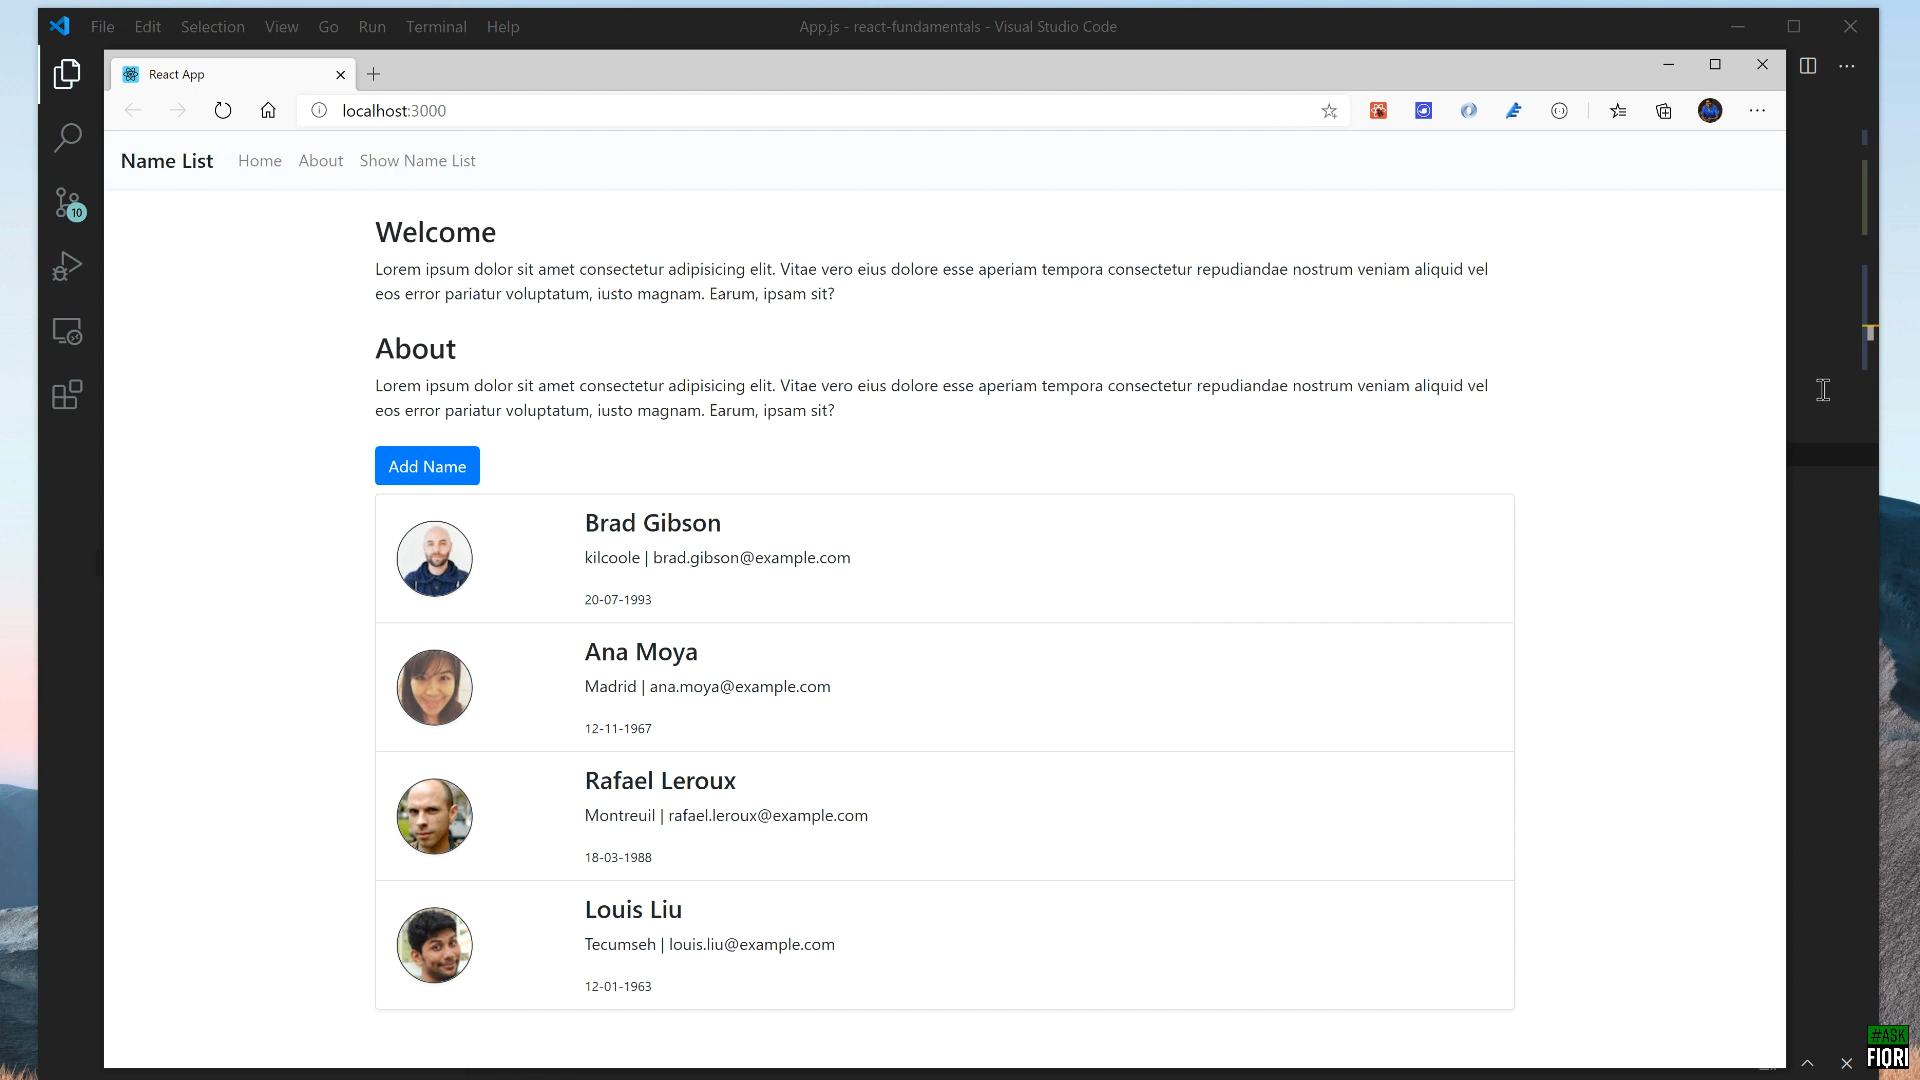 File Edit Selection View Go Run Terminal Help
App.js - react-fundamentals - Visual Studio Code
React App
localhost:3000
10
Name List Home About Show Name List
Welcome
Lorem ipsum dolor sit amet consectetur adipisicing elit. Vitae vero eius dolore esse aperiam tempora consectetur repudiandae nostrum veniam aliquid vel
eos error pariatur voluptatum, iusto magnam. Earum, ipsam sit?
About
Lorem ipsum dolor sit amet consectetur adipisicing elit. Vitae vero eius dolore esse aperiam tempora consectetur repudiandae nostrum veniam aliquid vel
eos error pariatur voluptatum, iusto magnam. Earum, ipsam sit?
Add Name
Brad Gibson
kilcoole | brad.gibson@example.com
20-07-1993
Ana Moya
Madrid | ana.moya@example.com
12-11-1967
Rafael Leroux
Montreuil | rafael.leroux@example.com
18-03-1988
Louis Liu
Tecumseh | louis.liu@example.com
12-01-1963
#ASK
FIORI